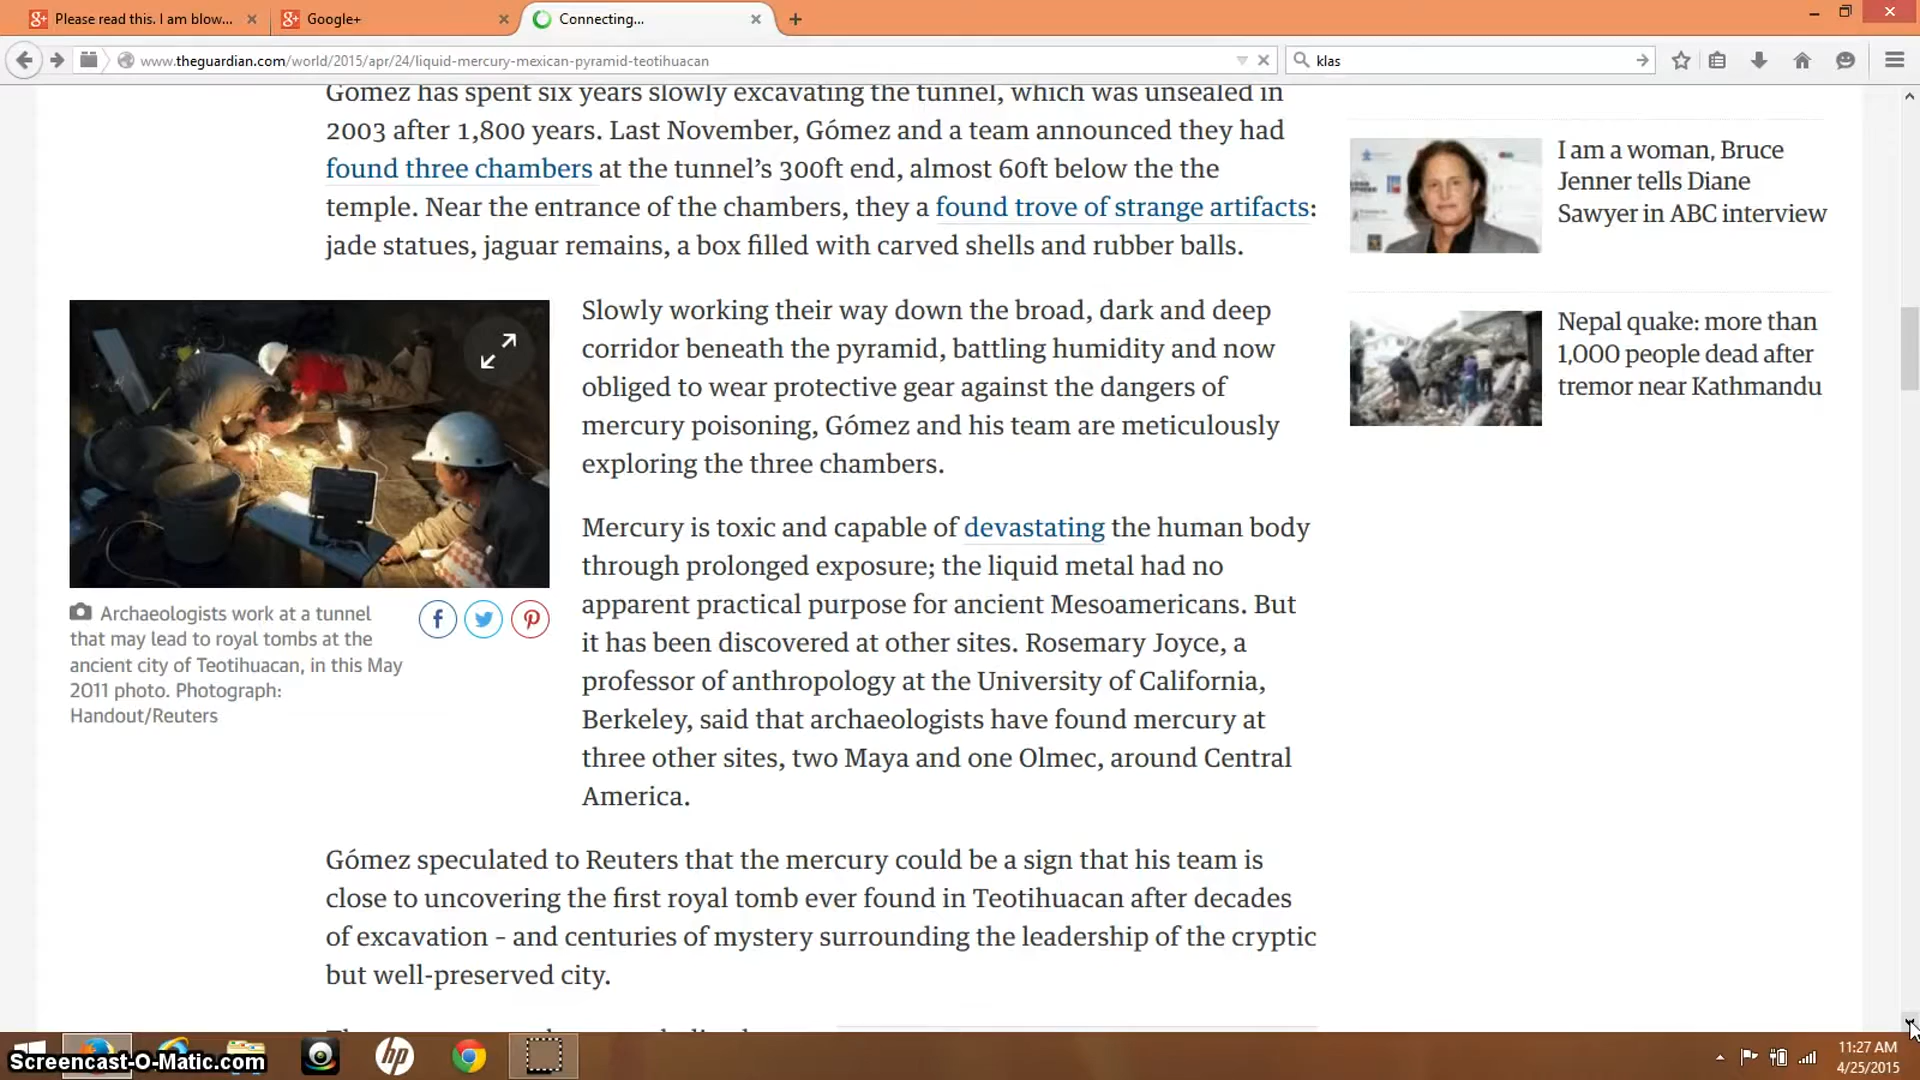 Please read this. I am blow...
Google+
Connecting...
www.theguardian.com/world/2015/apr/24/liquid-mercury-mexican-pyramid-teotihuacan
klas
Gómez has spent six years slowly excavating the tunnel, which was unsealed in
2003 after 1,800 years. Last November, Gómez and a team announced they had
found three chambers at the tunnel’s 300ft end, almost 60ft below the the
temple. Near the entrance of the chambers, they a found trove of strange artifacts:
jade statues, jaguar remains, a box filled with carved shells and rubber balls.
Slowly working their way down the broad, dark and deep
corridor beneath the pyramid, battling humidity and now
obliged to wear protective gear against the dangers of
mercury poisoning, Gómez and his team are meticulously
exploring the three chambers.
Mercury is toxic and capable of devastating the human body
through prolonged exposure; the liquid metal had no
apparent practical purpose for ancient Mesoamericans. But
it has been discovered at other sites. Rosemary Joyce, a
professor of anthropology at the University of California,
Berkeley, said that archaeologists have found mercury at
three other sites, two Maya and one Olmec, around Central
America.
Archaeologists work at a tunnel
that may lead to royal tombs at the
ancient city of Teotihuacan, in this May
2011 photo. Photograph:
Handout/Reuters
Gómez speculated to Reuters that the mercury could be a sign that his team is
close to uncovering the first royal tomb ever found in Teotihuacan after decades
of excavation – and centuries of mystery surrounding the leadership of the cryptic
but well-preserved city.
I am a woman, Bruce
Jenner tells Diane
Sawyer in ABC interview
Nepal quake: more than
1,000 people dead after
tremor near Kathmandu
Screencast-O-Matic.com
hp
11:27 AM
4/25/2015